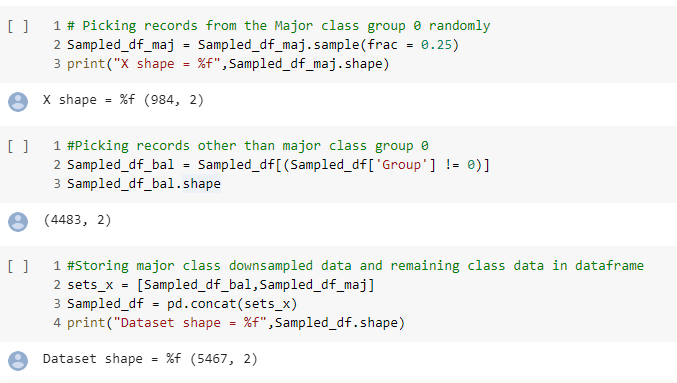 [ ] 1 # Picking records from the Major class group 0 randomly
2 Sampled_df_maj = Sampled_df_maj.sample(frac = 0.25)
3 print("X shape = %f",Sampled_df_maj.shape)
X shape = %f (984, 2)
[ ] 1 #Picking records other than major class group 0
2 Sampled_df_bal = Sampled_df[(Sampled_df['Group'] != 0)]
3 Sampled_df_bal.shape
(4483, 2)
[ ] 1 #Storing major class downsampled data and remaining class data in dataframe
2 sets_x = [Sampled_df_bal,Sampled_df_maj]
3 Sampled_df = pd.concat(sets_x)
4 print("Dataset shape = %f",Sampled_df.shape)
Dataset shape = %f (5467, 2)